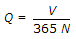 Q = V / 365 N